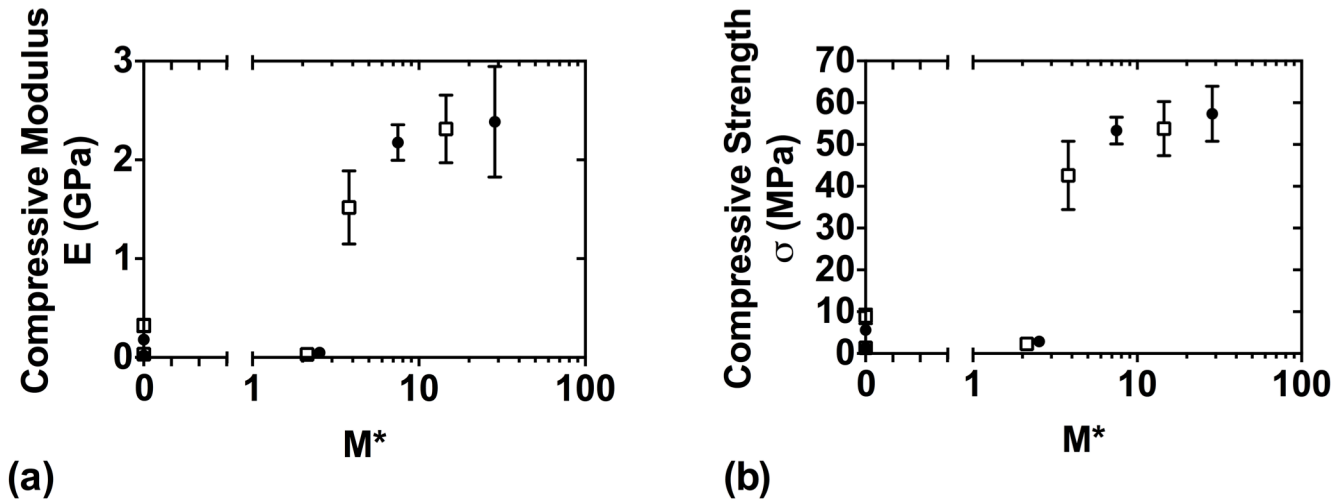 Compressive Modulus
E (GPa)
3
2
1
0
0
1
10
100
M*
(a)
Compressive Strength
σ (MPa)
70
60
50
40
30
20
10
0
0
1
10
100
M*
(b)